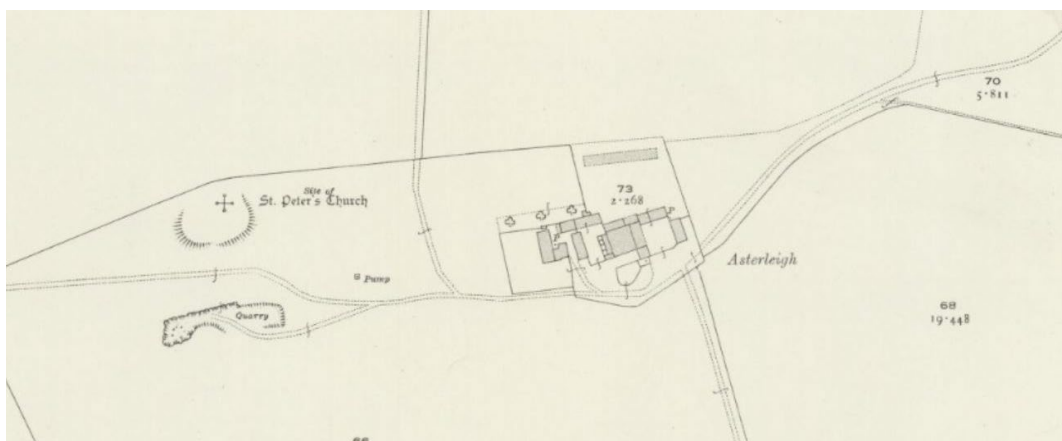 70
5·811
Site of
St. Peter's Church
73
2·268
Asterleigh
Pump
68
19·448
Quarry